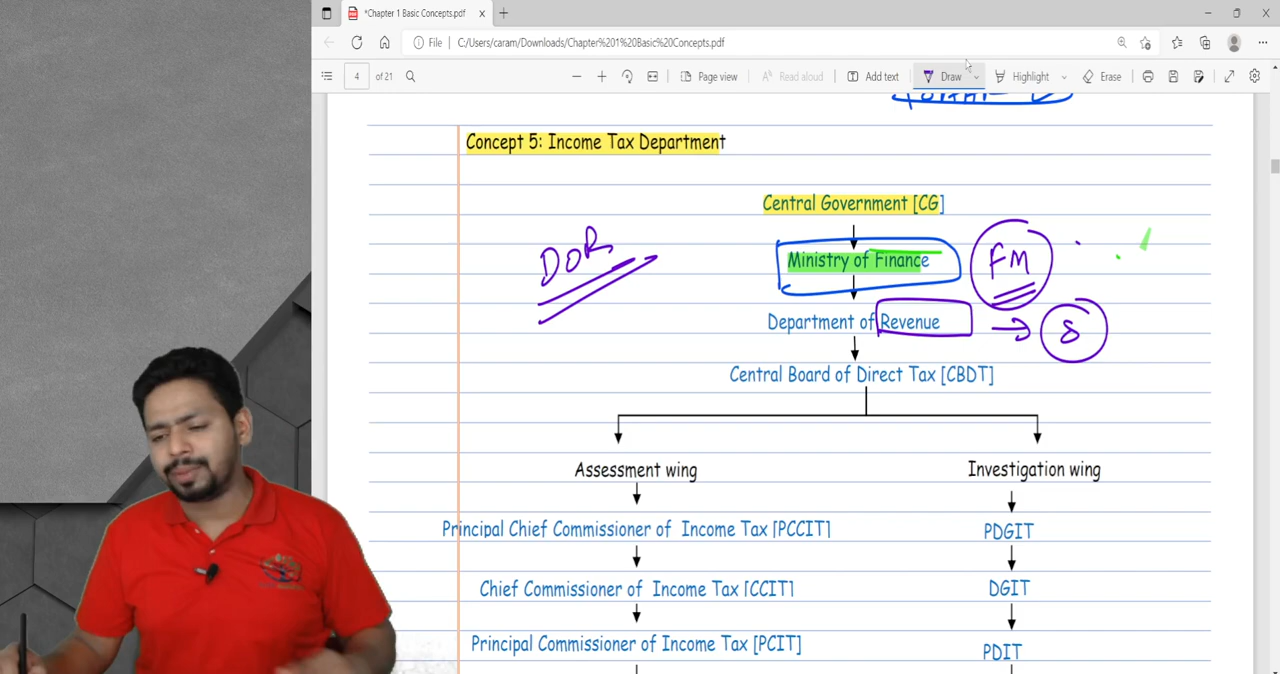 *Chapter 1 Basic Concepts.pdf
File C:/Users/caram/Downloads/Chapter%201%20Basic%20Concepts.pdf
4 of 21 Page view Read aloud Add text Draw Highlight Erase
Concept 5: Income Tax Department
Central Government [CG]
DOR
Ministry of Finance FM
Department of Revenue → S
Central Board of Direct Tax [CBDT]
Assessment wing Investigation wing
Principal Chief Commissioner of Income Tax [PCCIT] PDGIT
Chief Commissioner of Income Tax [CCIT] DGIT
Principal Commissioner of Income Tax [PCIT] PDIT